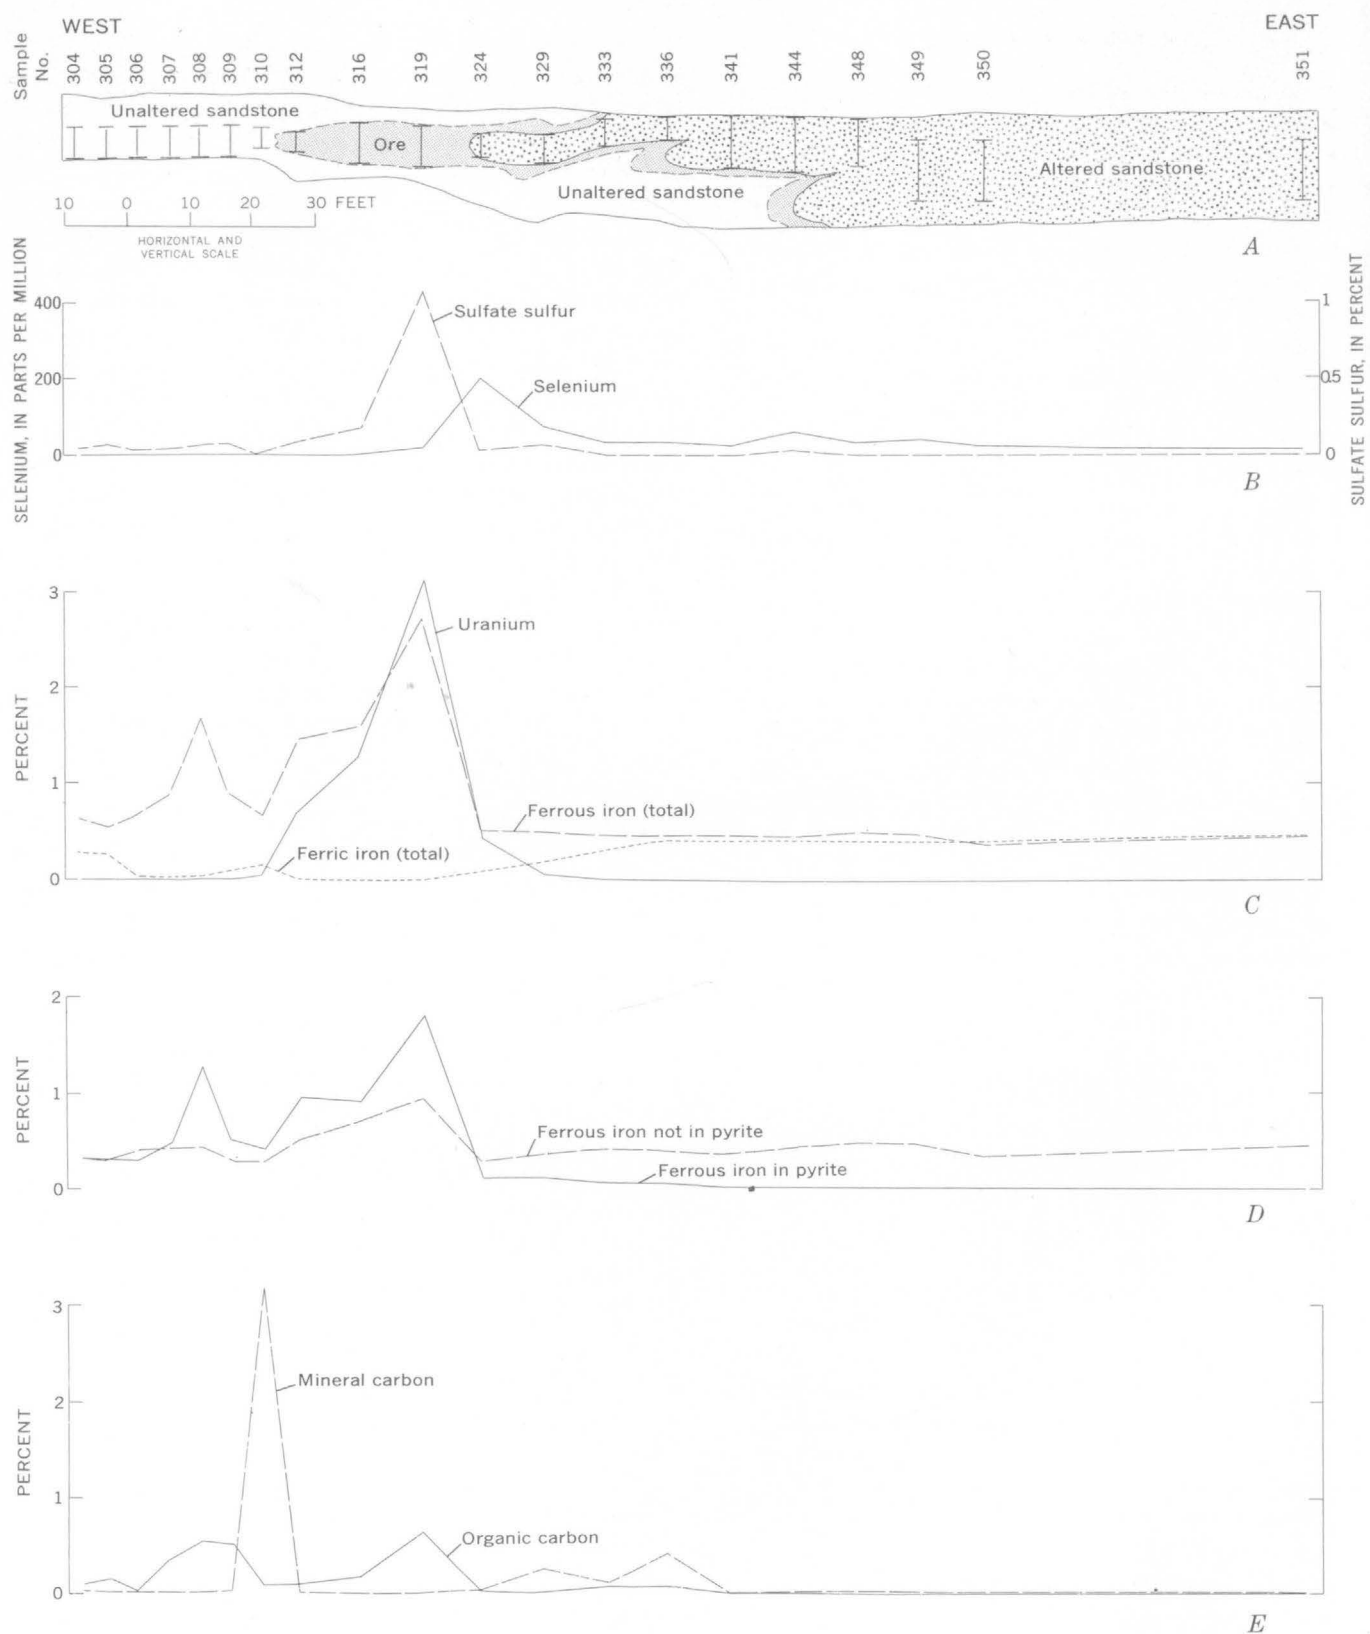 WEST
EAST
Sample
No.
304 305 306 307 308 309 310 312 316 319 324 329 333 336 341 344 348 349 350 351
Unaltered sandstone
Ore
Altered sandstone
Unaltered sandstone
10 0 10 20 30 FEET
HORIZONTAL AND
VERTICAL SCALE
A
SELENIUM, IN PARTS PER MILLION
400
200
0
Sulfate sulfur
Selenium
1
0.5
0
SULFATE SULFUR, IN PERCENT
B
PERCENT
3
2
1
0
Uranium
Ferrous iron (total)
Ferric iron (total)
C
PERCENT
2
1
0
Ferrous iron not in pyrite
Ferrous iron in pyrite
D
PERCENT
3
2
1
0
Mineral carbon
Organic carbon
E